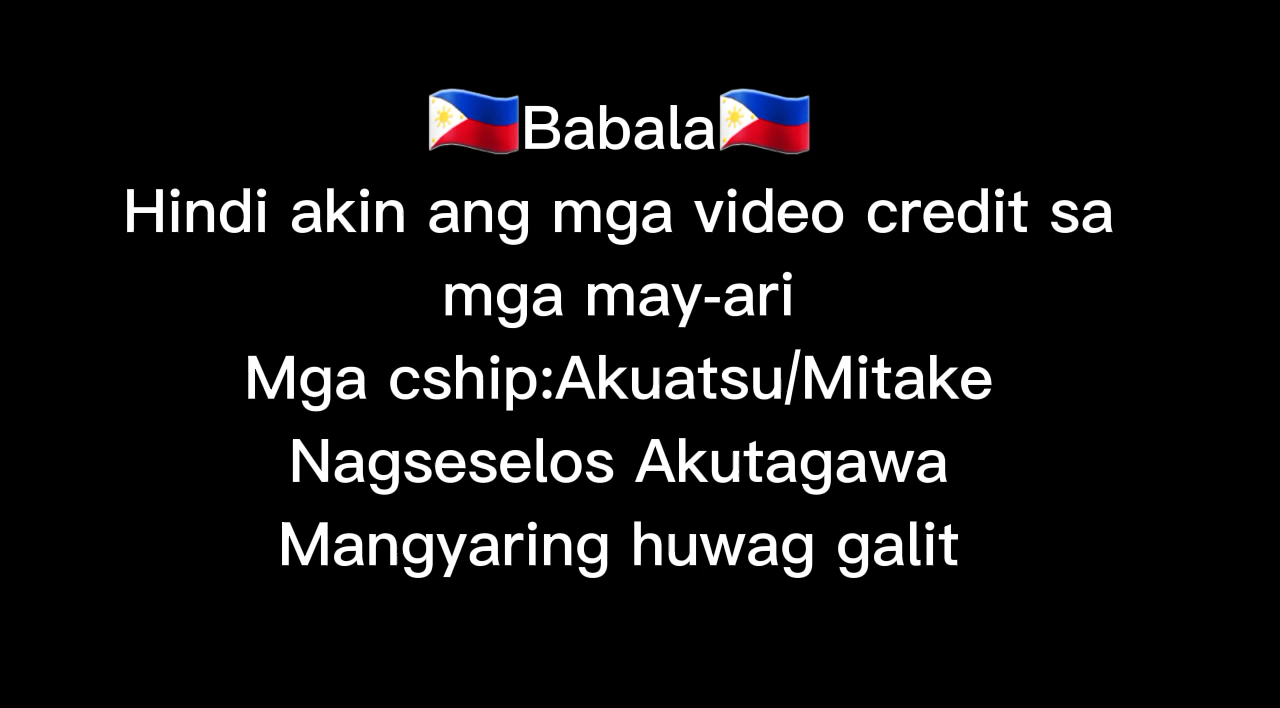 🇵🇭Babala🇵🇭
Hindi akin ang mga video credit sa
mga may-ari
Mga cship:Akuatsu/Mitake
Nagseselos Akutagawa
Mangyaring huwag galit